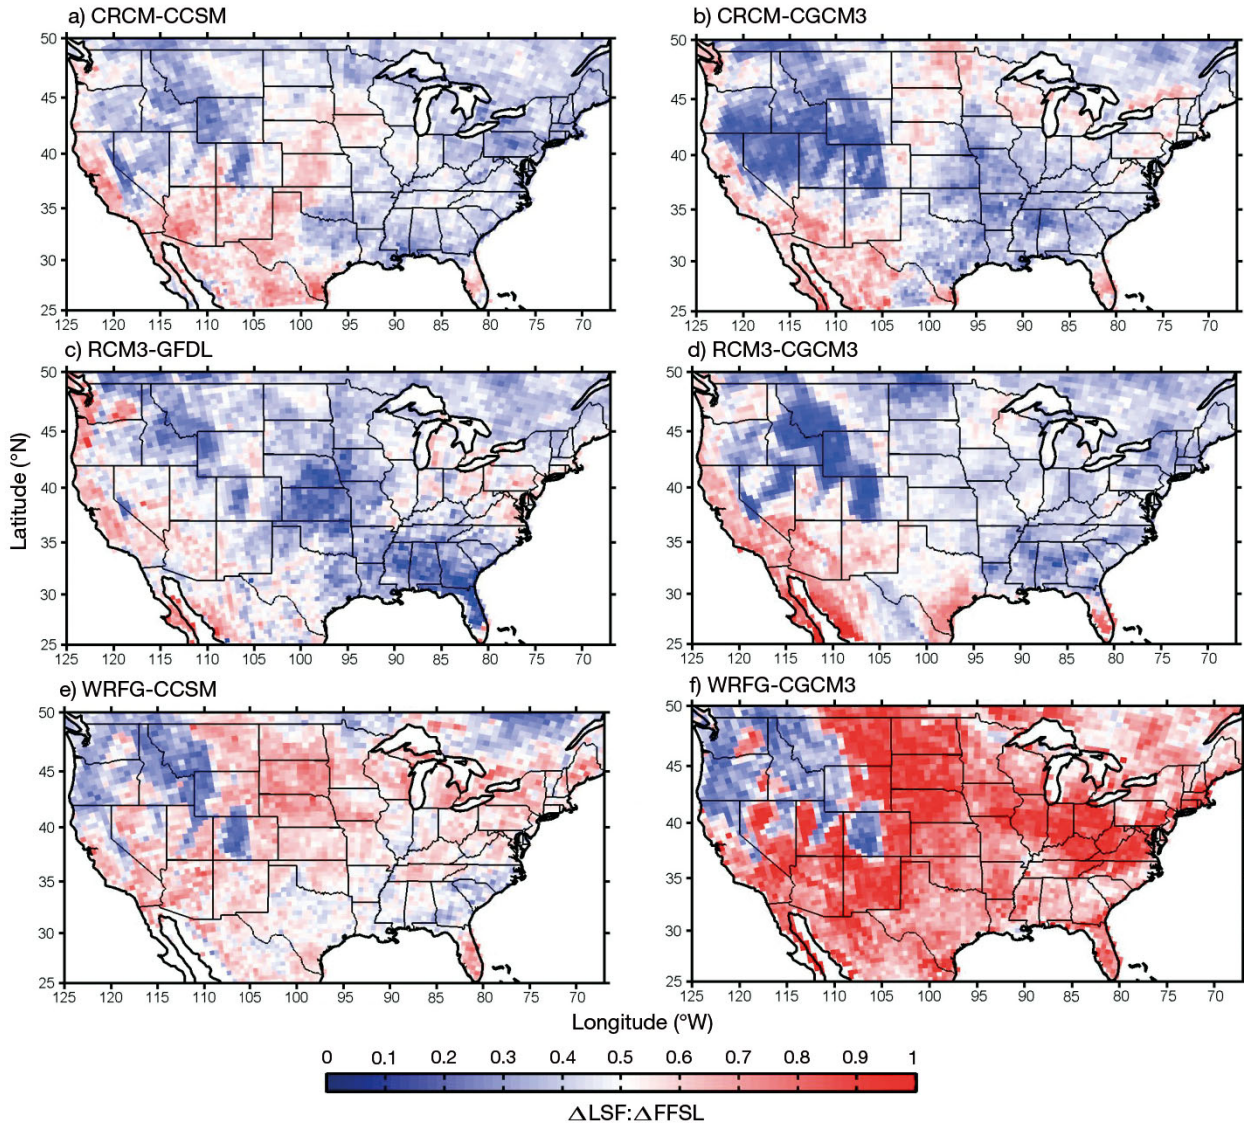 a) CRCM-CCSM
b) CRCM-CGCM3
50
45
40
35
30
25
125 120 115 110 105 100 95 90 85 80 75 70
50
45
40
35
30
25
125 120 115 110 105 100 95 90 85 80 75 70
c) RCM3-GFDL
d) RCM3-CGCM3
50
45
40
35
30
25
125 120 115 110 105 100 95 90 85 80 75 70
50
45
40
35
30
25
125 120 115 110 105 100 95 90 85 80 75 70
Latitude (°N)
e) WRFG-CCSM
f) WRFG-CGCM3
50
45
40
35
30
25
125 120 115 110 105 100 95 90 85 80 75 70
50
45
40
35
30
25
125 120 115 110 105 100 95 90 85 80 75 70
Longitude (°W)
0 0.1 0.2 0.3 0.4 0.5 0.6 0.7 0.8 0.9 1
ΔLSF:ΔFFSL